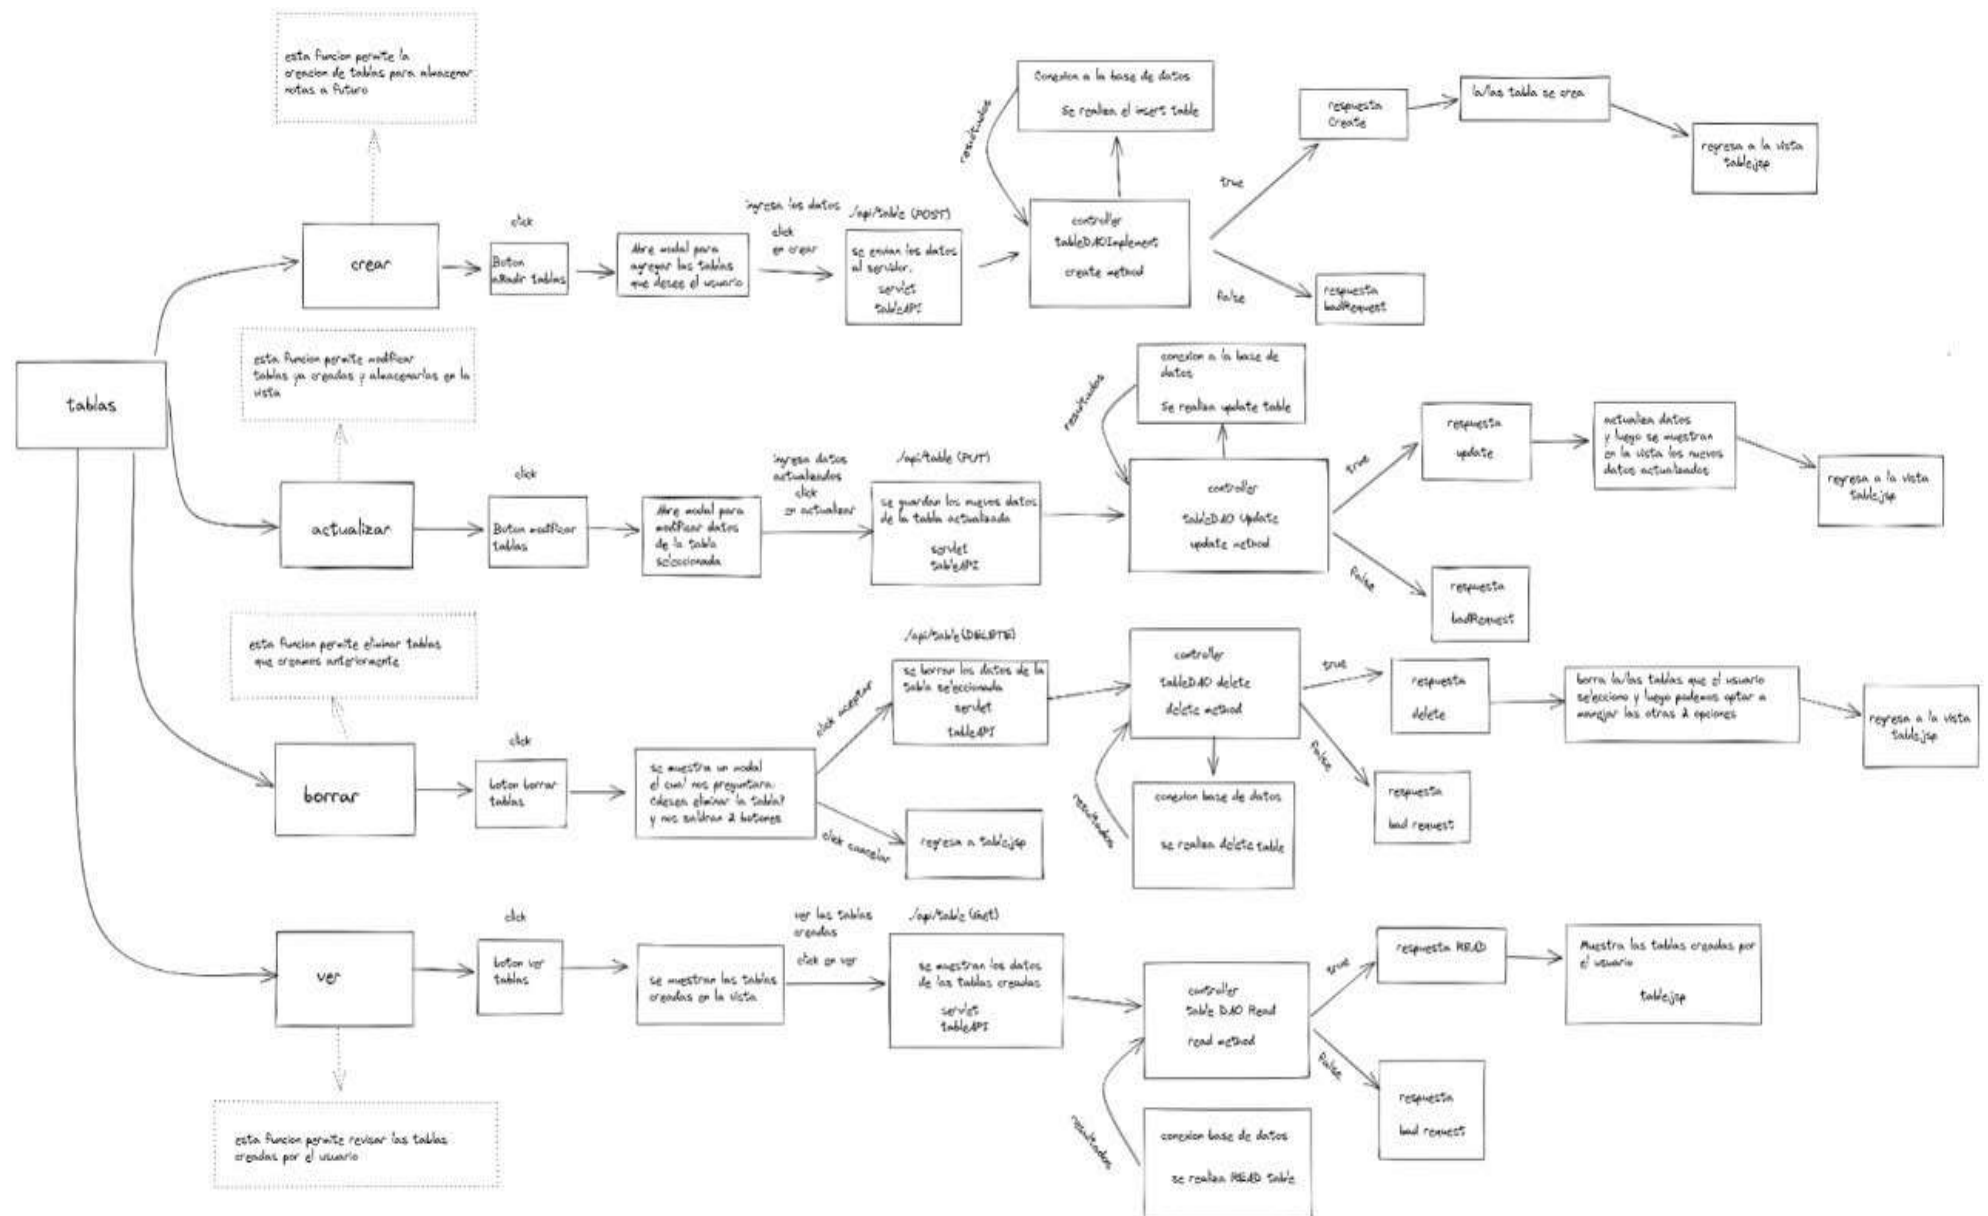 esta funcion permite la
creacion de tablas para almacenar
notas a futuro
Conexion a la base de datos
Se realiza el insert table
resultados
respuesta
Create
la/las tabla se crea
regresa a la vista
table.jsp
true
crear
click
Boton
añadir tablas
Abre modal para
agregar las tablas
que desee el usuario
ingresa los datos
click
en crear
./api/table (POST)
se envian los datos
al servidor.
servlet
tableAPI
controller
tableDAOImplement
create method
false
respuesta
badRequest
tablas
esta funcion permite modificar
tablas ya creadas y almacenarlas en la
vista
conexion a la base de
datos
Se realiza update table
resultados
actualizar
click
Boton modificar
tablas
Abre modal para
modificar datos
de la tabla
seleccionada
ingresa datos
actualizados
click
en actualizar
./api/table (PUT)
se guardan los nuevos datos
de la tabla actualizada
servlet
tableAPI
controller
tableDAO Update
update method
true
respuesta
update
actualiza datos
y luego se muestran
en la vista los nuevos
datos actualizados
regresa a la vista
table.jsp
false
respuesta
badRequest
esta funcion permite eliminar tablas
que creamos anteriormente
borrar
click
boton borrar
tablas
se muestra un modal
el cual nos preguntara:
¿desea eliminar la tabla?
y nos saldran 2 botones
click aceptar
./api/table (DELETE)
se borran los datos de la
tabla seleccionada
servlet
tableAPI
click cancelar
regresa a table.jsp
controller
tableDAO delete
delete method
resultados
conexion base de datos
se realiza delete table
true
respuesta
delete
borra la/las tablas que el usuario
selecciono y luego podemos optar a
manejar las otras 2 opciones
regresa a la vista
table.jsp
false
respuesta
bad request
ver
click
boton ver
tablas
se muestran las tablas
creadas en la vista
ver las tablas
creadas
click en ver
./api/table (Get)
se muestran los datos
de las tablas creadas
servlet
tableAPI
controller
table DAO Read
read method
resultados
conexion base de datos
se realiza READ table
true
respuesta READ
Muestra las tablas creadas por
el usuario
table.jsp
false
respuesta
bad request
esta funcion permite revisar las tablas
creadas por el usuario